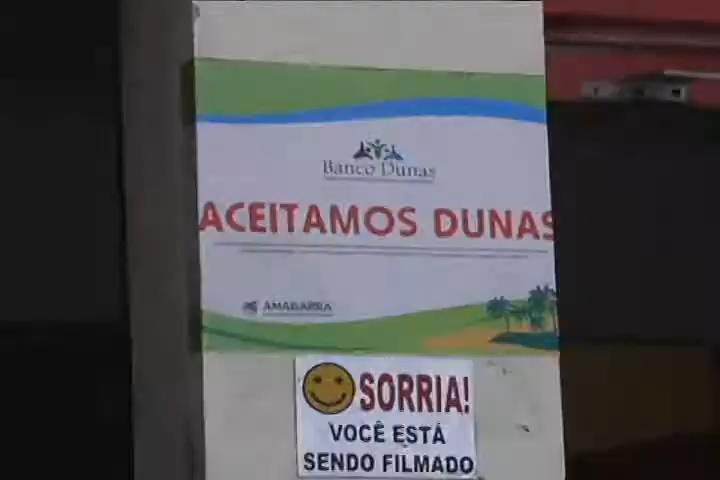 Banco Dunas
ACEITAMOS DUNAS
AMABARRA
SORRIA!
VOCÊ ESTÁ
SENDO FILMADO